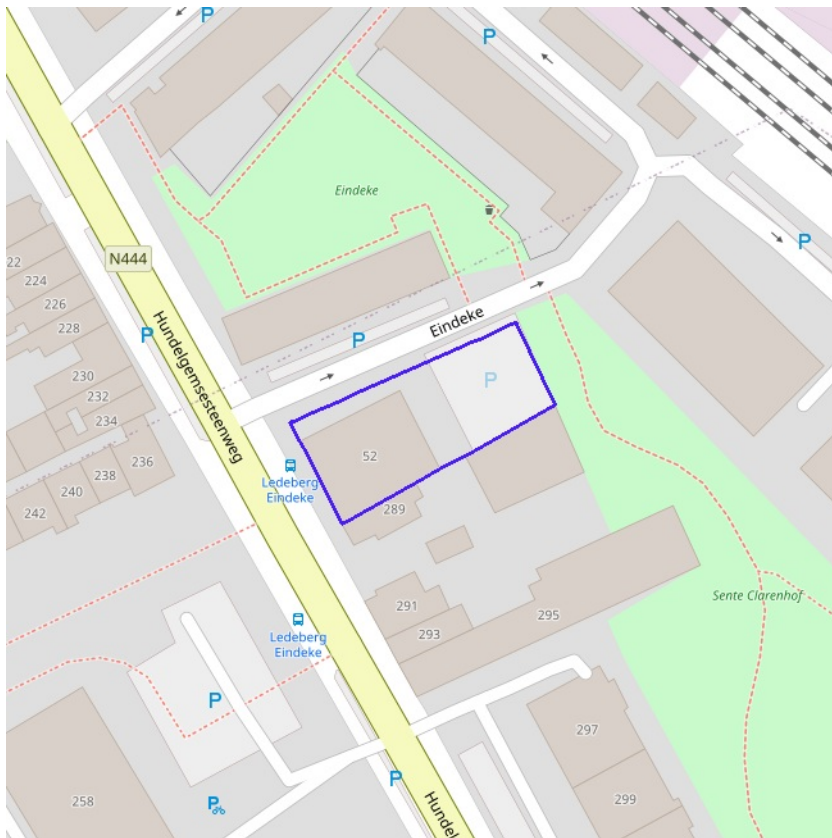 P
P
Eindeke
N444
22
224
226
228
P
P
Eindeke
P
Hundelgemsesteenweg
230
232
234
P
52
236
238
240
242
Ledeberg
Eindeke
289
291
293
295
Sente Clarenhof
Ledeberg
Eindeke
P
297
258
P
P
299
Hundel